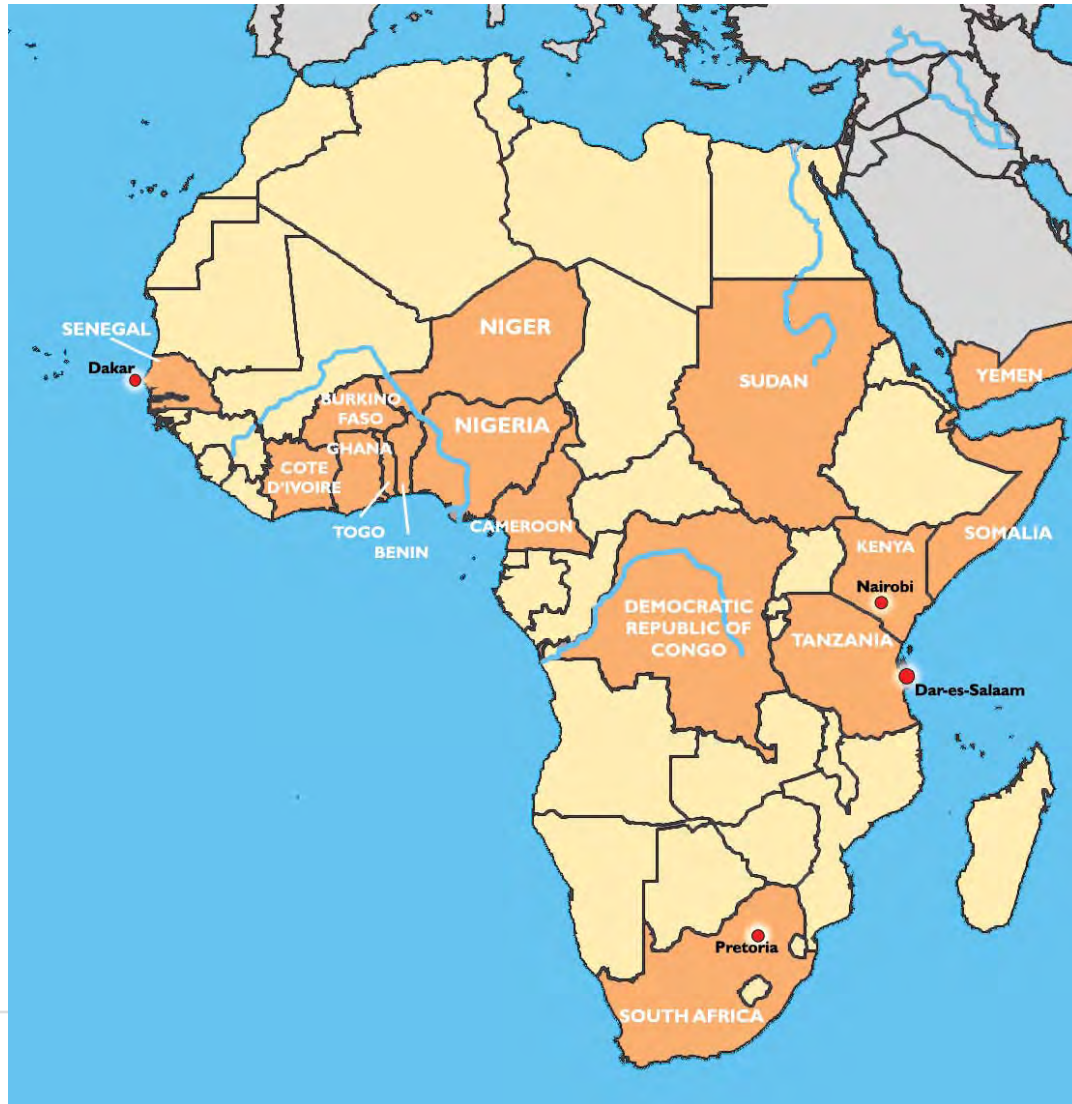 SENEGAL
Dakar
NIGER
SUDAN
YEMEN
BURKINO
FASO
NIGERIA
GHANA
COTE
D'IVOIRE
TOGO
BENIN
CAMEROON
SOMALIA
KENYA
Nairobi
DEMOCRATIC
REPUBLIC OF
CONGO
TANZANIA
Dar-es-Salaam
Pretoria
SOUTH AFRICA